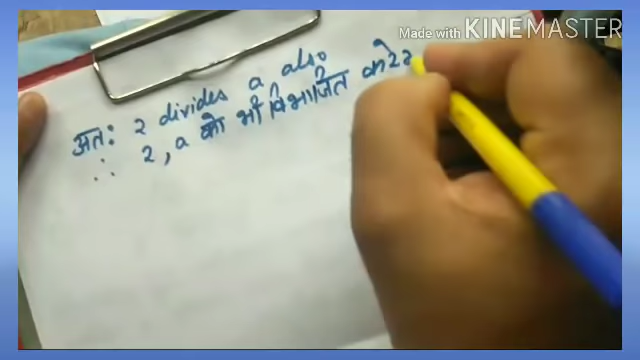 Made with KINEMASTER
अतः 2 divides a also
∴ 2, a को भी विभाजित